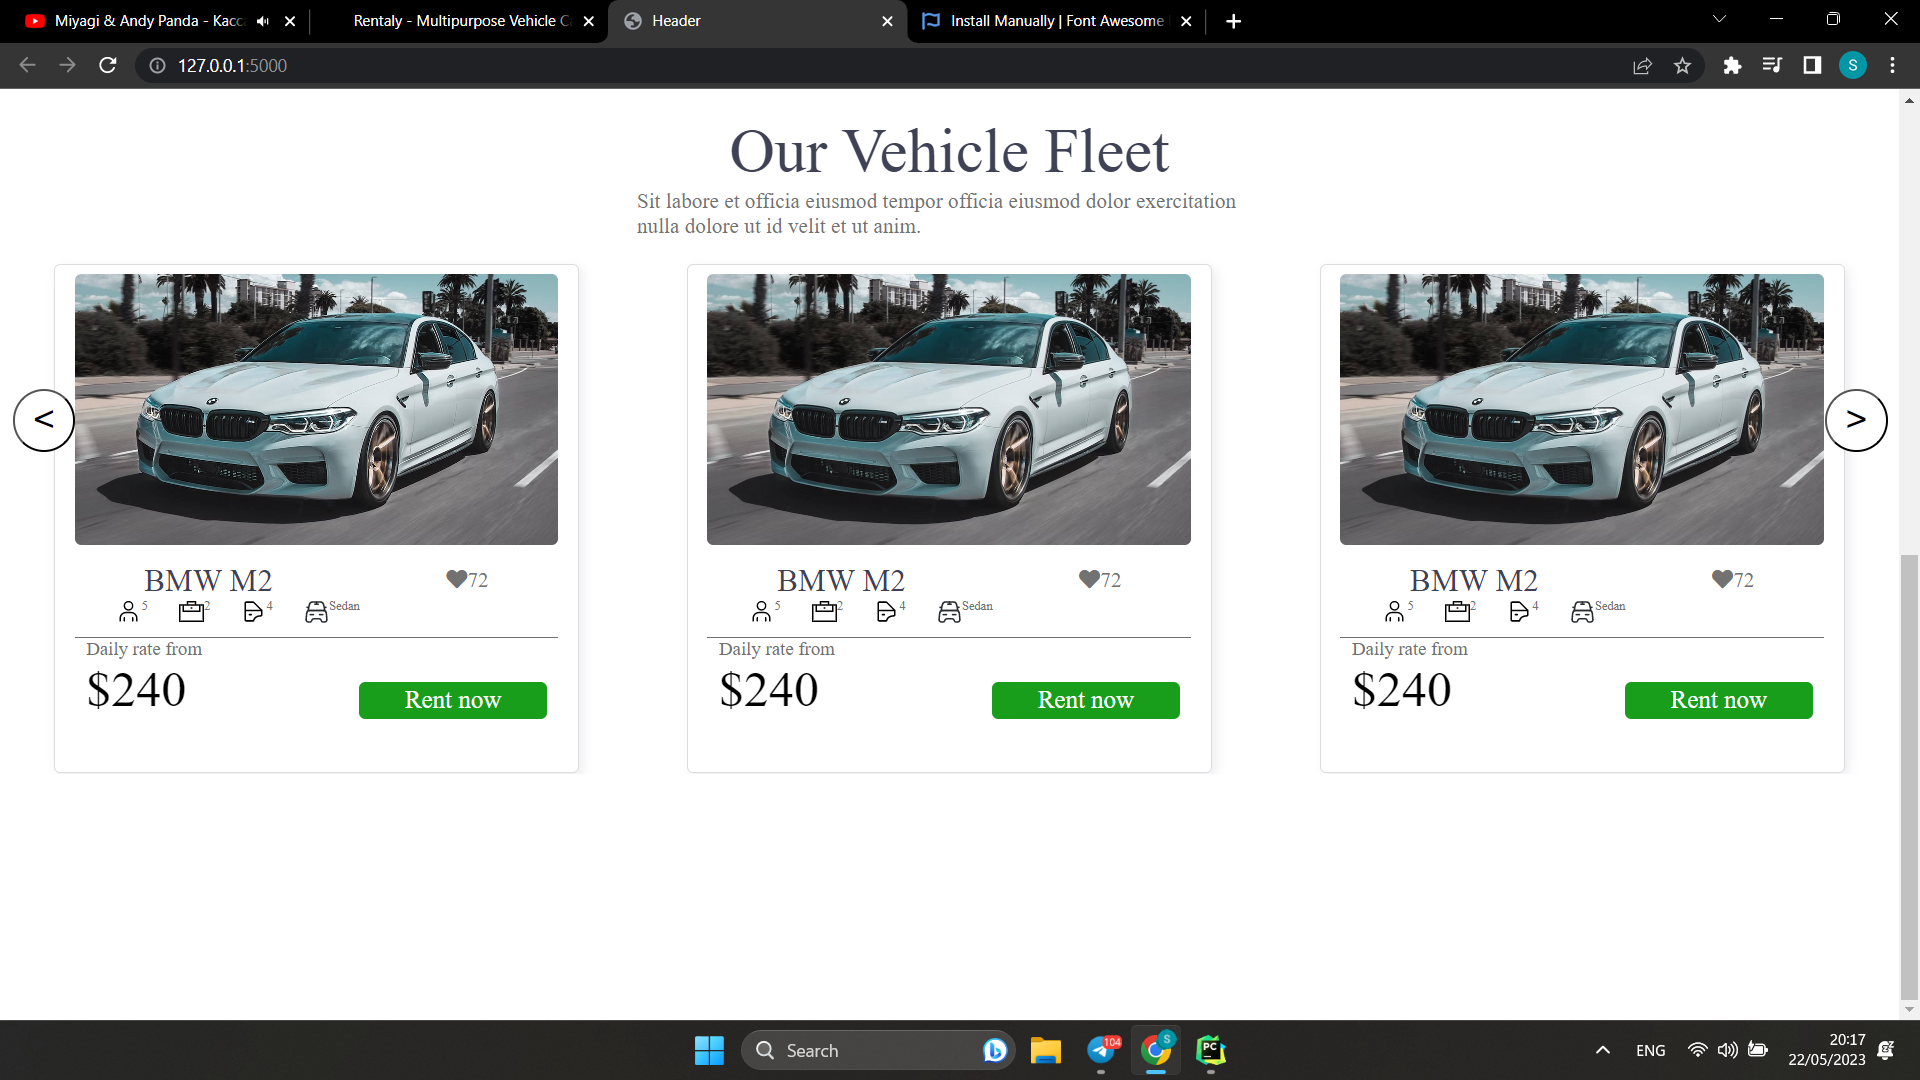 Miyagi & Andy Panda - Kacc
Rentaly - Multipurpose Vehicle C
Header
Install Manually | Font Awesome
127.0.0.1:5000
S
Our Vehicle Fleet
Sit labore et officia eiusmod tempor officia eiusmod dolor exercitation
nulla dolore ut id velit et ut anim.
<
>
BMW M2
72
5
2
4
Sedan
Daily rate from
$240
Rent now
BMW M2
72
5
2
4
Sedan
Daily rate from
$240
Rent now
BMW M2
72
5
2
4
Sedan
Daily rate from
$240
Rent now
Search
104
S
PC
ENG
20:17
22/05/2023